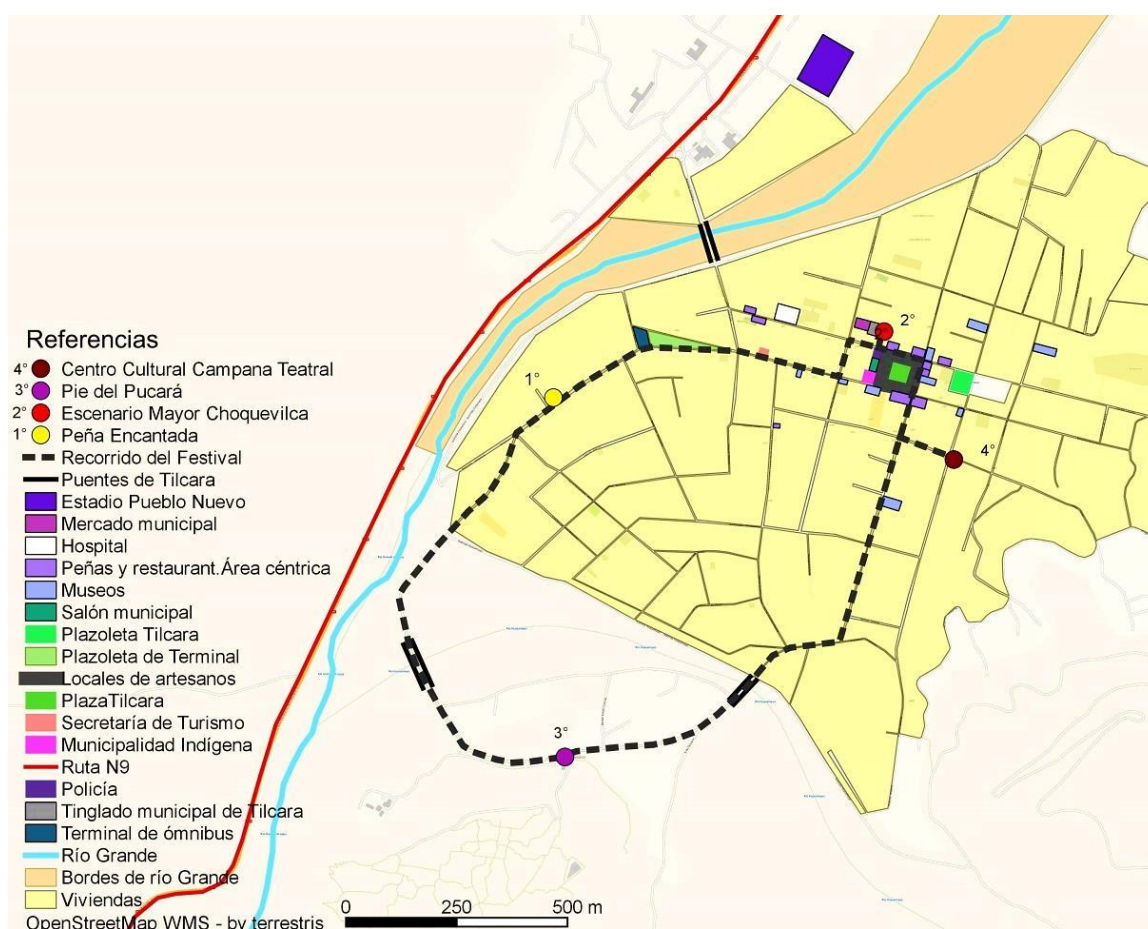 1°
2°
4°
3°
Referencias
4° Centro Cultural Campana Teatral
3° Pie del Pucará
2° Escenario Mayor Choquevilca
1° Peña Encantada
Recorrido del Festival
Puentes de Tilcara
Estadio Pueblo Nuevo
Mercado municipal
Hospital
Peñas y restaurant.Área céntrica
Museos
Salón municipal
Plazoleta Tilcara
Plazoleta de Terminal
Locales de artesanos
PlazaTilcara
Secretaría de Turismo
Municipalidad Indígena
Ruta N9
Policía
Tinglado municipal de Tilcara
Terminal de ómnibus
Río Grande
Bordes de río Grande
Viviendas
OpenStreetMap WMS - by terrestris
0 250 500 m